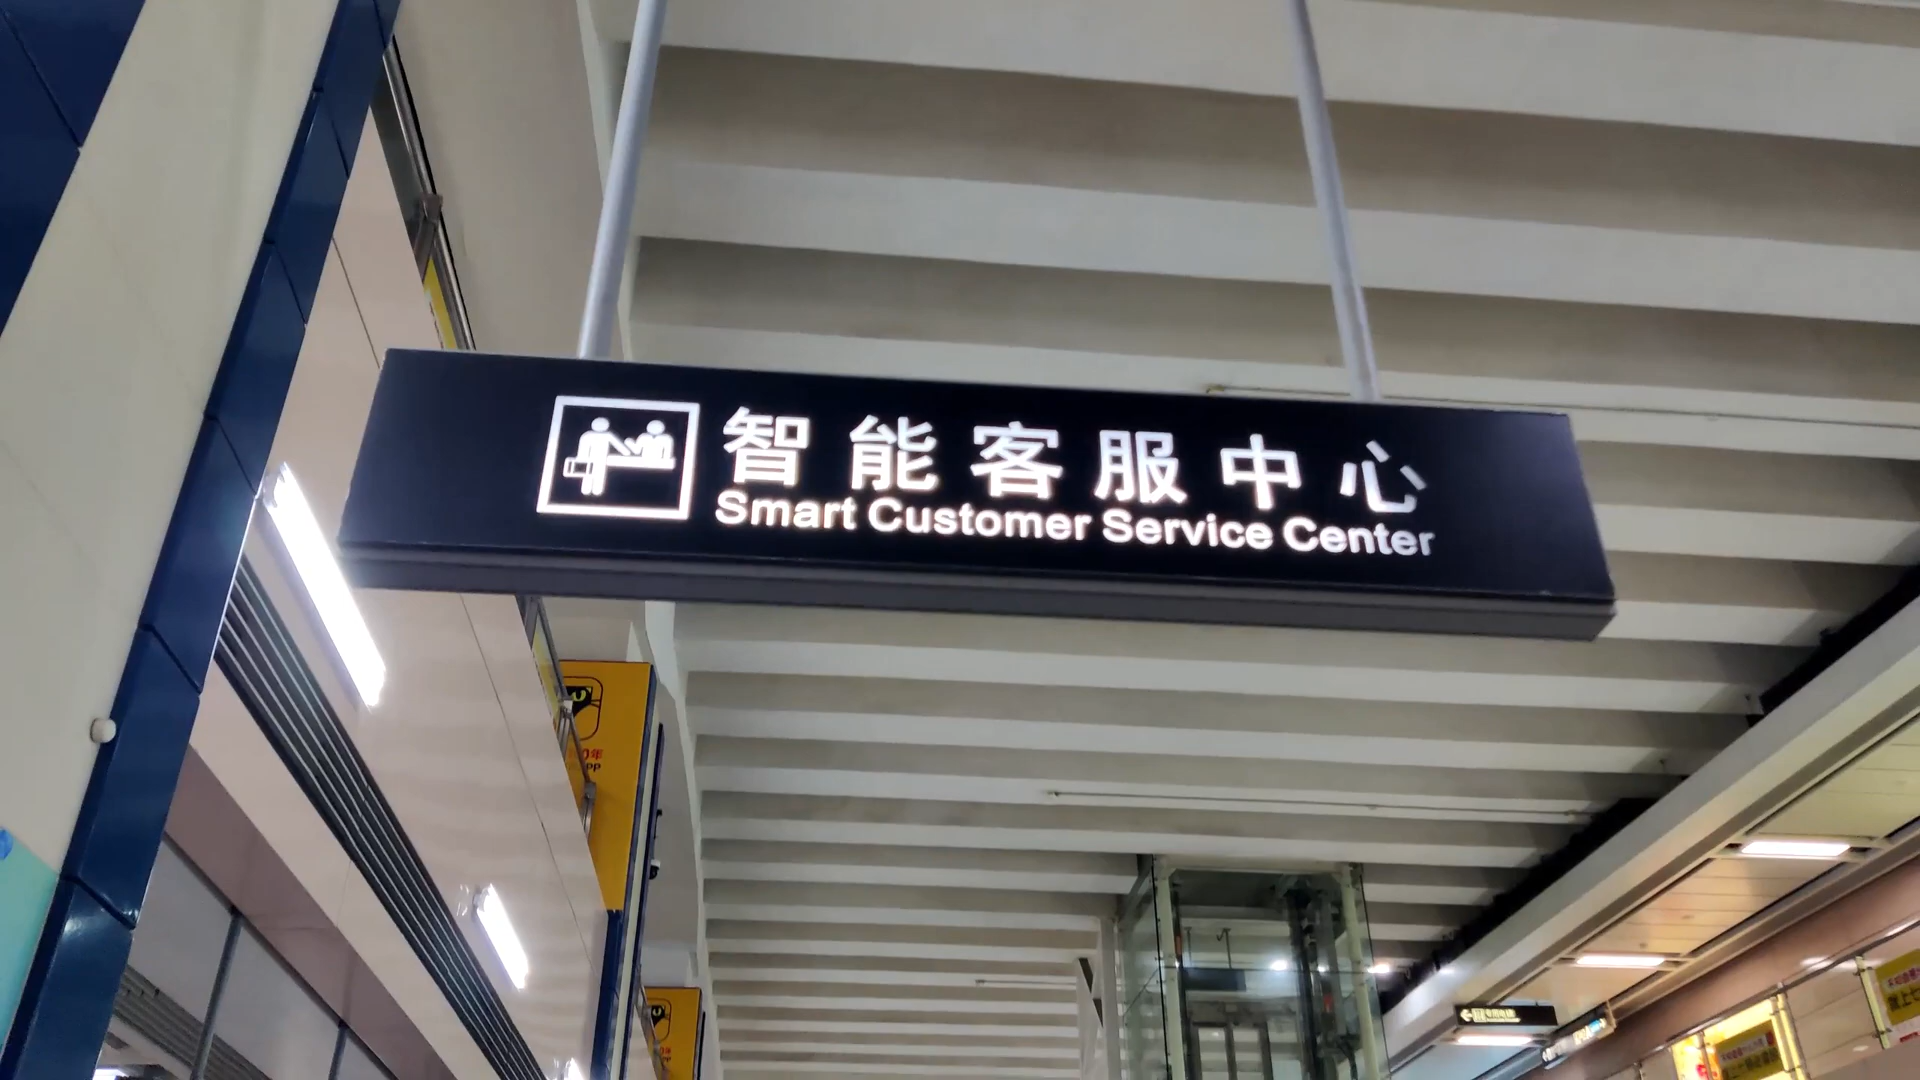 智能客服中心
Smart Customer Service Center